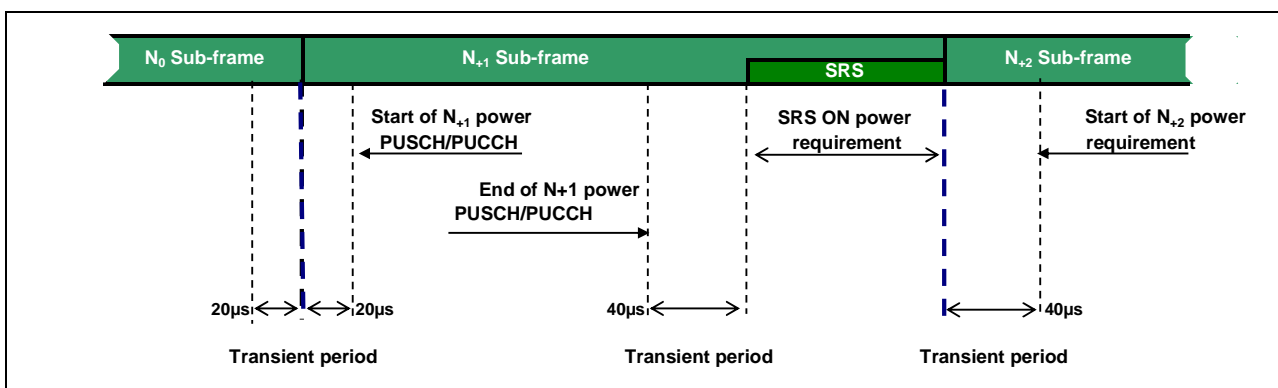 N₀ Sub-frame
N₊₁ Sub-frame
SRS
N₊₂ Sub-frame
Start of N₊₁ power
PUSCH/PUCCH
SRS ON power
requirement
Start of N₊₂ power
requirement
End of N+1 power
PUSCH/PUCCH
20µs
20µs
40µs
40µs
Transient period
Transient period
Transient period